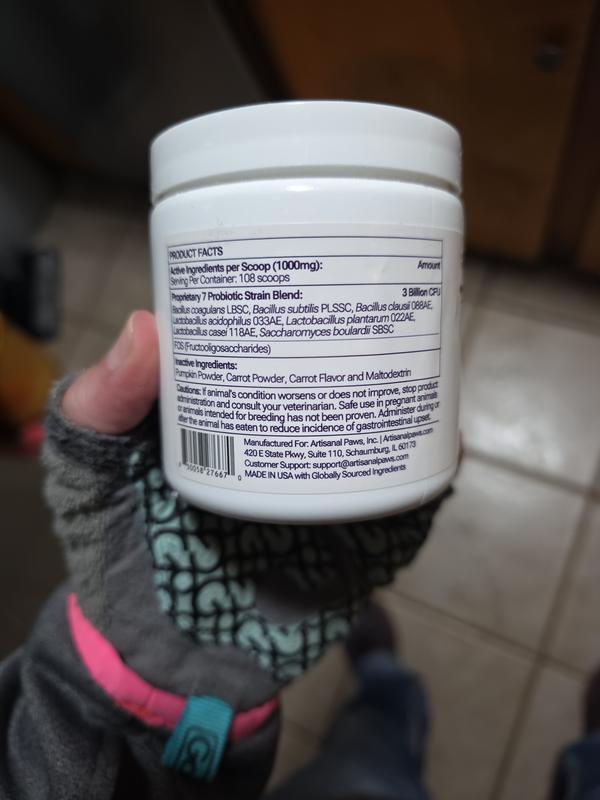 PRODUCT FACTS
Active Ingredients per Scoop (1000mg): Amount
Serving Per Container: 108 scoops
Proprietary 7 Probiotic Strain Blend: 3 Billion CFU
Bacillus coagulans LBSC, Bacillus subtilis PLSSC, Bacillus clausii 088AE,
Lactobacillus acidophilus 033AE, Lactobacillus plantarum 022AE,
Lactobacillus casei 118AE, Saccharomyces boulardii SBSC
FOS (Fructooligosaccharides)
Inactive Ingredients:
Pumpkin Powder, Carrot Powder, Carrot Flavor and Maltodextrin
Cautions: If animal's condition worsens or does not improve, stop product
administration and consult your veterinarian. Safe use in pregnant animals
or animals intended for breeding has not been proven. Administer during or
after the animal has eaten to reduce incidence of gastrointestinal upset.
Manufactured For: Artisanal Paws, Inc. | Artisanalpaws.com
420 E State Pkwy, Suite 110, Schaumburg, IL 60173
Customer Support: support@artisanalpaws.com
MADE IN USA with Globally Sourced Ingredients
50058 27667 0